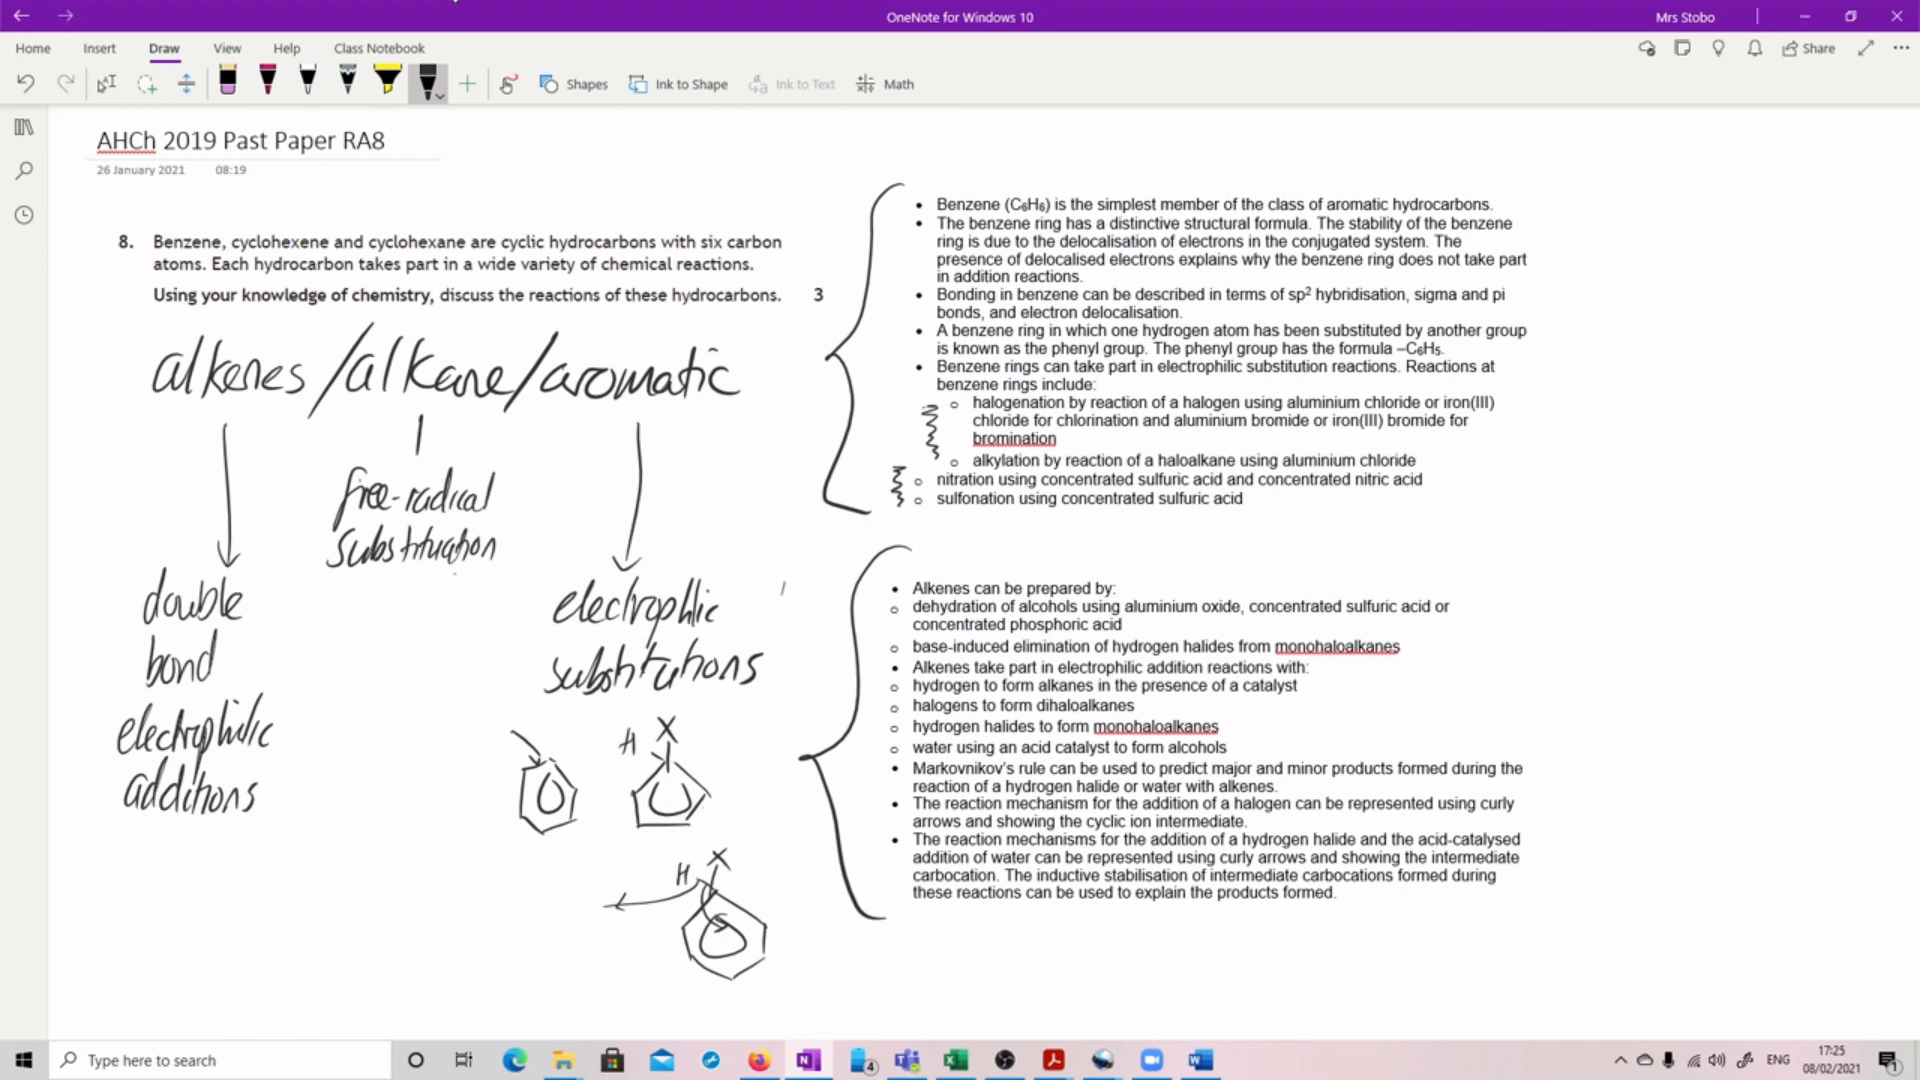 OneNote for Windows 10
Mrs Stobo
Home Insert Draw View Help Class Notebook
Share
Shapes Ink to Shape Ink to Text Math
AHCh 2019 Past Paper RA8
26 January 2021 08:19
8. Benzene, cyclohexene and cyclohexane are cyclic hydrocarbons with six carbon
atoms. Each hydrocarbon takes part in a wide variety of chemical reactions.
Using your knowledge of chemistry, discuss the reactions of these hydrocarbons. 3
alkenes/alkane/aromatic
free-radical
substituation
double
bond
electrophilic
additions
electrophlic
substitutions
H X
H X
• Benzene (C₆H₆) is the simplest member of the class of aromatic hydrocarbons.
• The benzene ring has a distinctive structural formula. The stability of the benzene
ring is due to the delocalisation of electrons in the conjugated system. The
presence of delocalised electrons explains why the benzene ring does not take part
in addition reactions.
• Bonding in benzene can be described in terms of sp² hybridisation, sigma and pi
bonds, and electron delocalisation.
• A benzene ring in which one hydrogen atom has been substituted by another group
is known as the phenyl group. The phenyl group has the formula –C₆H₅.
• Benzene rings can take part in electrophilic substitution reactions. Reactions at
benzene rings include:
o halogenation by reaction of a halogen using aluminium chloride or iron(III)
chloride for chlorination and aluminium bromide or iron(III) bromide for
bromination
o alkylation by reaction of a haloalkane using aluminium chloride
o nitration using concentrated sulfuric acid and concentrated nitric acid
o sulfonation using concentrated sulfuric acid
• Alkenes can be prepared by:
o dehydration of alcohols using aluminium oxide, concentrated sulfuric acid or
concentrated phosphoric acid
o base-induced elimination of hydrogen halides from monohaloalkanes
• Alkenes take part in electrophilic addition reactions with:
o hydrogen to form alkanes in the presence of a catalyst
o halogens to form dihaloalkanes
o hydrogen halides to form monohaloalkanes
o water using an acid catalyst to form alcohols
• Markovnikov's rule can be used to predict major and minor products formed during the
reaction of a hydrogen halide or water with alkenes.
• The reaction mechanism for the addition of a halogen can be represented using curly
arrows and showing the cyclic ion intermediate.
• The reaction mechanisms for the addition of a hydrogen halide and the acid-catalysed
addition of water can be represented using curly arrows and showing the intermediate
carbocation. The inductive stabilisation of intermediate carbocations formed during
these reactions can be used to explain the products formed.
Type here to search
4
ENG
17:25
08/02/2021
1